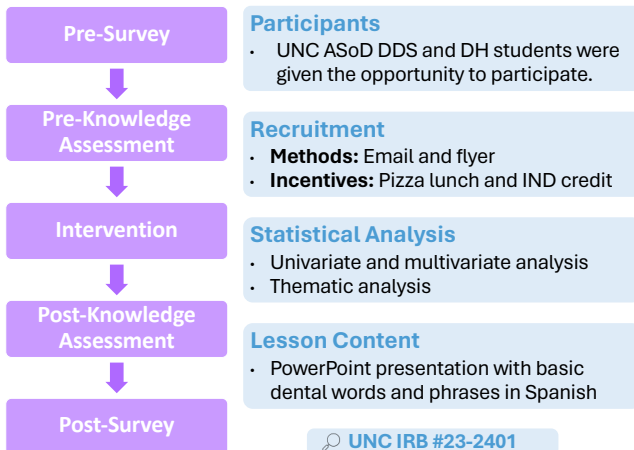 Pre-Survey
Pre-Knowledge
Assessment
Intervention
Post-Knowledge
Assessment
Post-Survey
Participants
• UNC ASoD DDS and DH students were
given the opportunity to participate.
Recruitment
• Methods: Email and flyer
• Incentives: Pizza lunch and IND credit
Statistical Analysis
• Univariate and multivariate analysis
• Thematic analysis
Lesson Content
• PowerPoint presentation with basic
dental words and phrases in Spanish
UNC IRB #23-2401